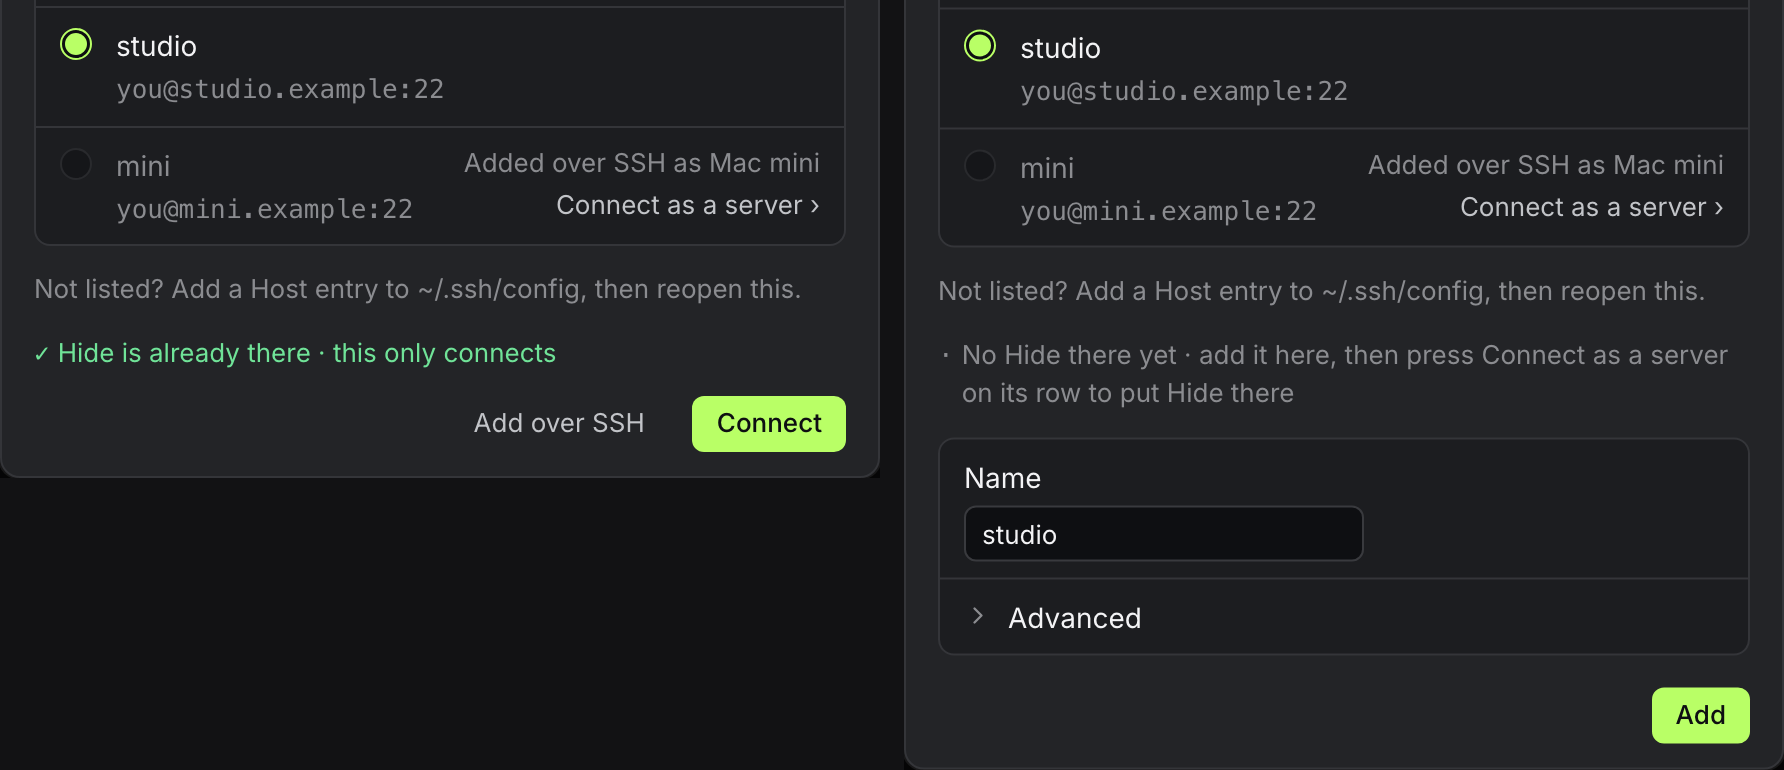 studio
you@studio.example:22
mini
Added over SSH as Mac mini
you@mini.example:22
Connect as a server ›
Not listed? Add a Host entry to ~/.ssh/config, then reopen this.
✓ Hide is already there · this only connects
Add over SSH
Connect
studio
you@studio.example:22
mini
Added over SSH as Mac mini
you@mini.example:22
Connect as a server ›
Not listed? Add a Host entry to ~/.ssh/config, then reopen this.
· No Hide there yet · add it here, then press Connect as a server
on its row to put Hide there
Name
studio
Advanced
Add